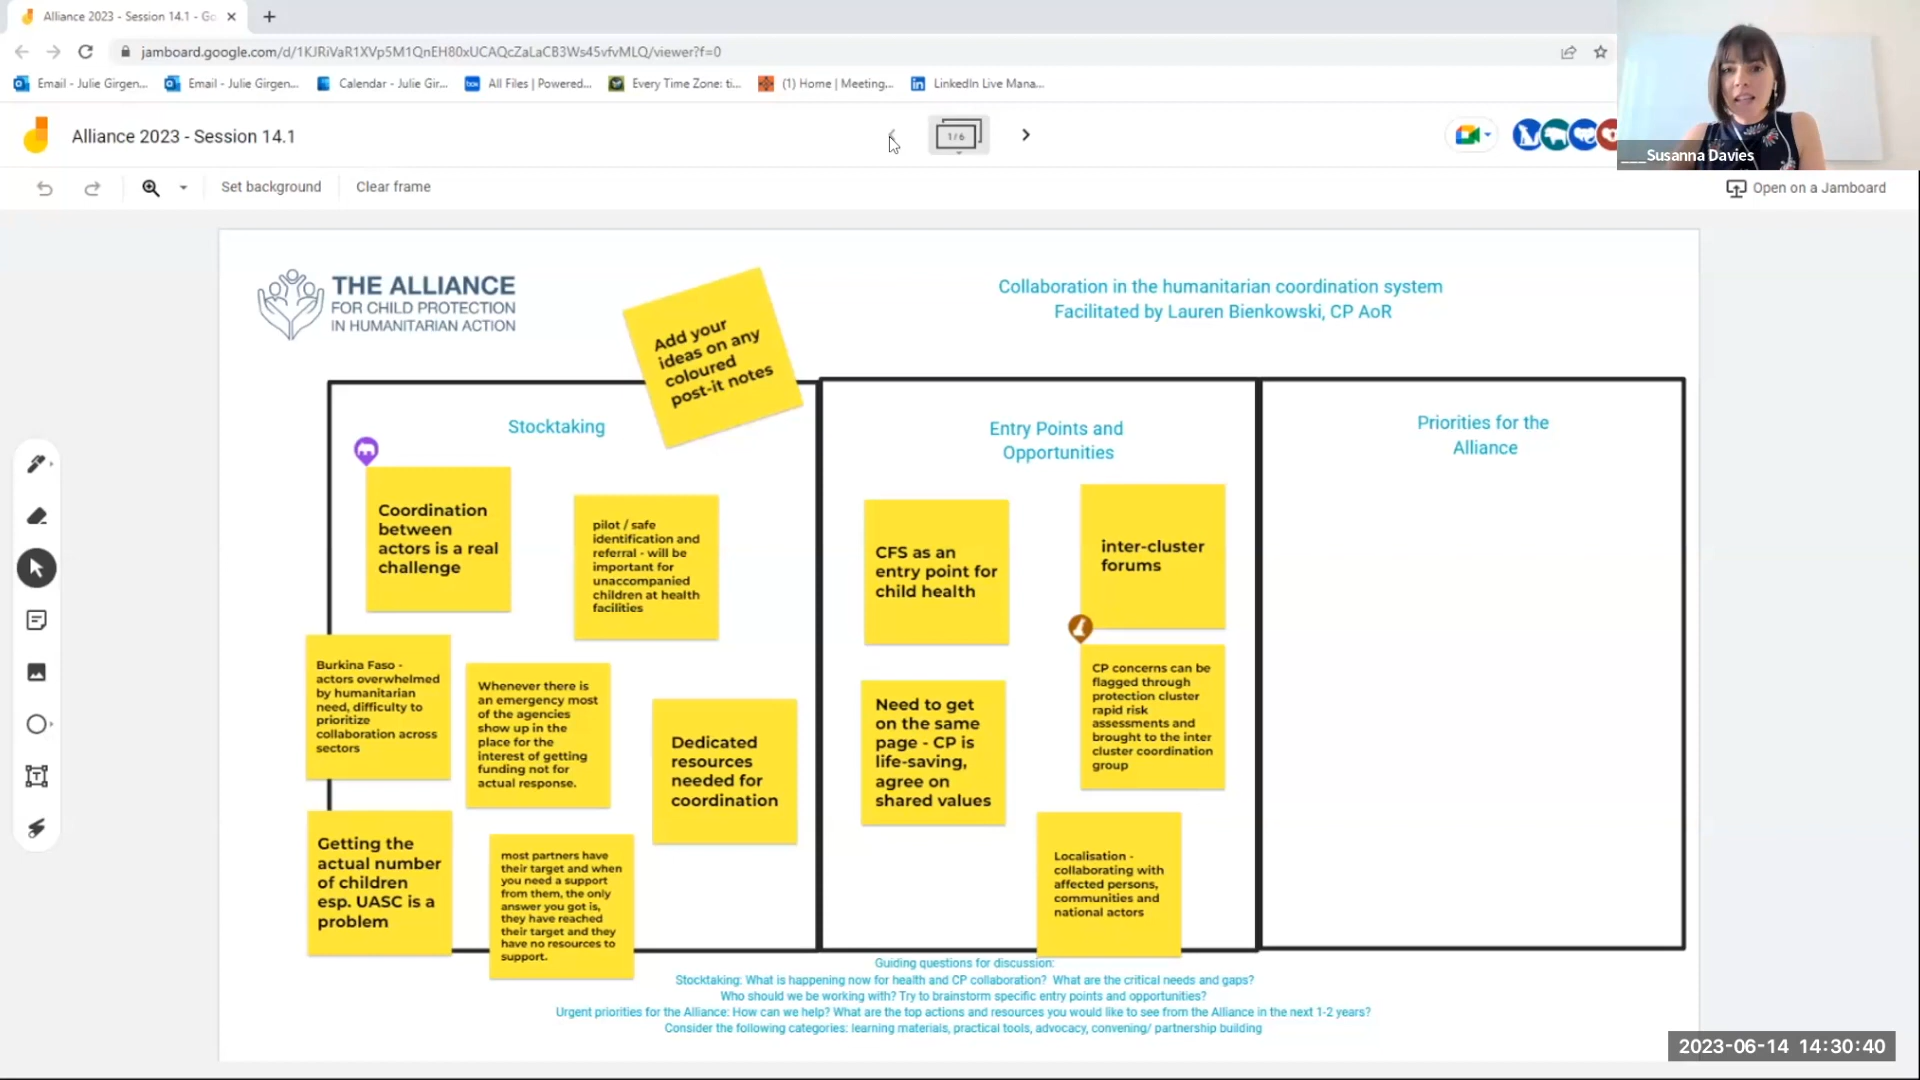 Alliance 2023 - Session 14.1 - Go
jamboard.google.com/d/1KJRiVaR1XVp5M1QnEH80xUCAQcZaLaCB3Ws45vfvMLQ/viewer?f=0
Email - Julie Girgen...
Email - Julie Girgen...
Calendar - Julie Gir...
box
All Files | Powered...
Every Time Zone: ti...
(1) Home | Meeting...
LinkedIn Live Mana...
Alliance 2023 - Session 14.1
1/6
___Susanna Davies
Set background
Clear frame
Open on a Jamboard
THE ALLIANCE
FOR CHILD PROTECTION
IN HUMANITARIAN ACTION
Add your
ideas on any
coloured
post-it notes
Collaboration in the humanitarian coordination system
Facilitated by Lauren Bienkowski, CP AoR
Stocktaking
Coordination
between
actors is a real
challenge
pilot / safe
identification and
referral - will be
important for
unaccompanied
children at health
facilities
Burkina Faso -
actors overwhelmed
by humanitarian
need, difficulty to
prioritize
collaboration across
sectors
Whenever there is
an emergency most
of the agencies
show up in the
place for the
interest of getting
funding not for
actual response.
Dedicated
resources
needed for
coordination
Getting the
actual number
of children
esp. UASC is a
problem
most partners have
their target and when
you need a support
from them, the only
answer you got is,
they have reached
their target and they
have no resources to
support.
Entry Points and
Opportunities
CFS as an
entry point for
child health
inter-cluster
forums
Need to get
on the same
page - CP is
life-saving,
agree on
shared values
CP concerns can be
flagged through
protection cluster
rapid risk
assessments and
brought to the inter
cluster coordination
group
Localisation -
collaborating with
affected persons,
communities and
national actors
Priorities for the
Alliance
Guiding questions for discussion:
Stocktaking: What is happening now for health and CP collaboration? What are the critical needs and gaps?
Who should we be working with? Try to brainstorm specific entry points and opportunities?
Urgent priorities for the Alliance: How can we help? What are the top actions and resources you would like to see from the Alliance in the next 1-2 years?
Consider the following categories: learning materials, practical tools, advocacy, convening/ partnership building
2023-06-14 14:30:40